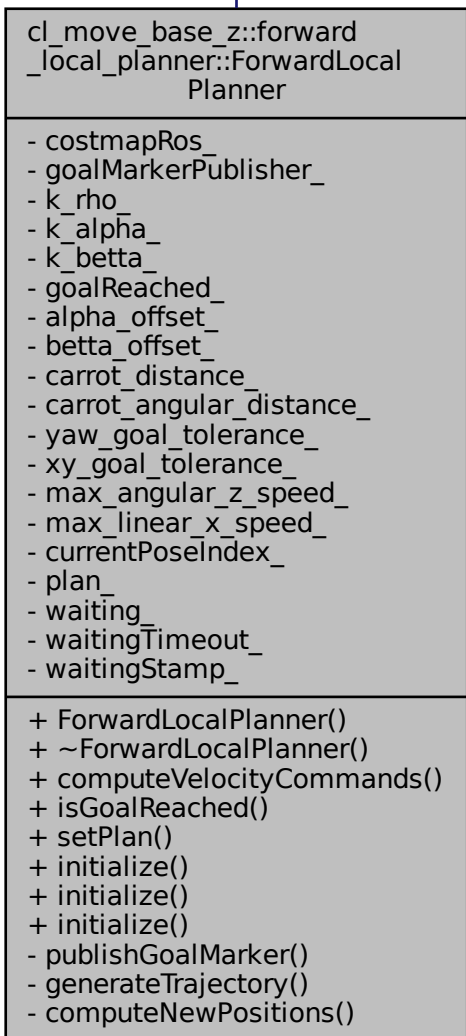 cl_move_base_z::forward
_local_planner::ForwardLocal
Planner
- costmapRos_
- goalMarkerPublisher_
- k_rho_
- k_alpha_
- k_betta_
- goalReached_
- alpha_offset_
- betta_offset_
- carrot_distance_
- carrot_angular_distance_
- yaw_goal_tolerance_
- xy_goal_tolerance_
- max_angular_z_speed_
- max_linear_x_speed_
- currentPoseIndex_
- plan_
- waiting_
- waitingTimeout_
- waitingStamp_
+ ForwardLocalPlanner()
+ ~ForwardLocalPlanner()
+ computeVelocityCommands()
+ isGoalReached()
+ setPlan()
+ initialize()
+ initialize()
+ initialize()
- publishGoalMarker()
- generateTrajectory()
- computeNewPositions()